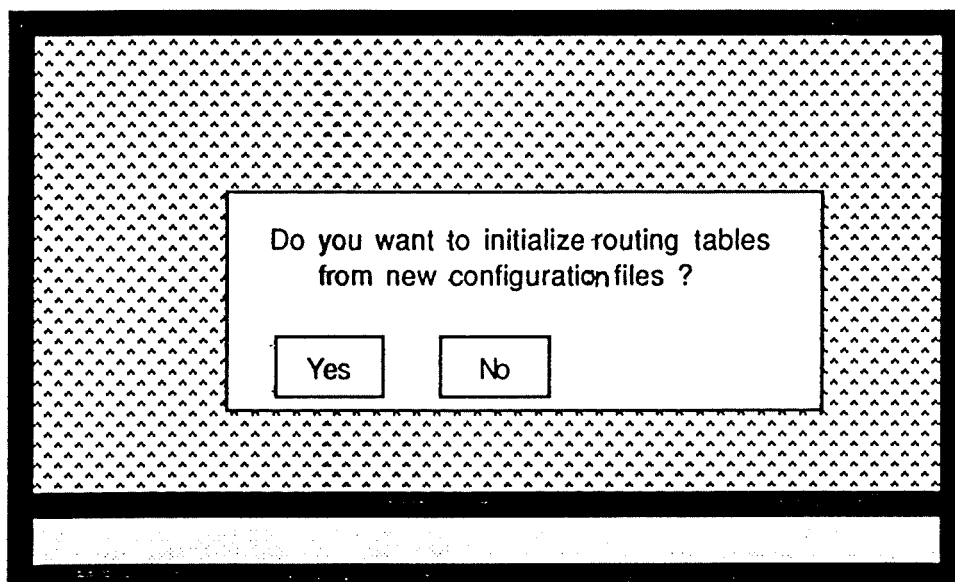 Do you want to initialize routing tables
from new configuration files ?
Yes No